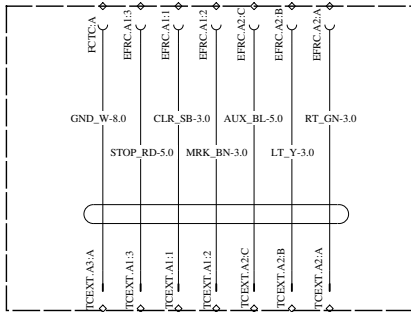 FCTC:A
EFRC.A1:3
EFRC.A1:1
EFRC.A1:2
EFRC.A2:C
EFRC.A2:B
EFRC.A2:A
GND_W-8.0
CLR_SB-3.0
AUX_BL-5.0
RT_GN-3.0
STOP_RD-5.0
MRK_BN-3.0
LT_Y-3.0
TCEXT.A3:A
TCEXT.A1:3
TCEXT.A1:1
TCEXT.A1:2
TCEXT.A2:C
TCEXT.A2:B
TCEXT.A2:A